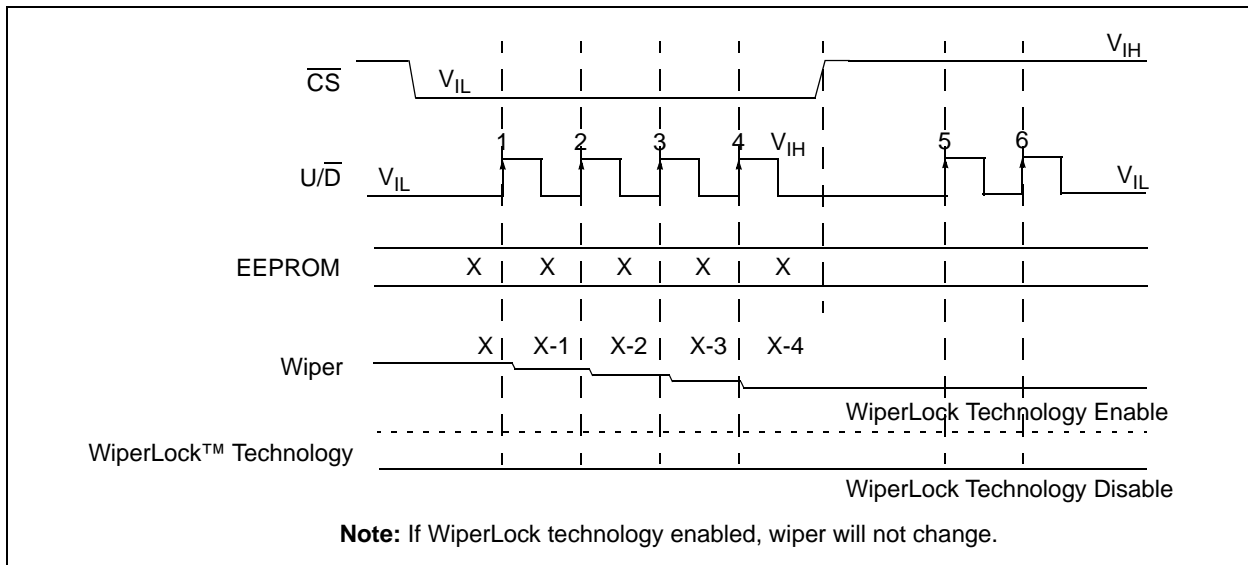 V_IH
CS
V_IL
1 2 3 4 V_IH 5 6
U/D
V_IL V_IL
EEPROM X X X X X
X X-1 X-2 X-3 X-4
Wiper
WiperLock Technology Enable
WiperLock™ Technology
WiperLock Technology Disable
Note: If WiperLock technology enabled, wiper will not change.